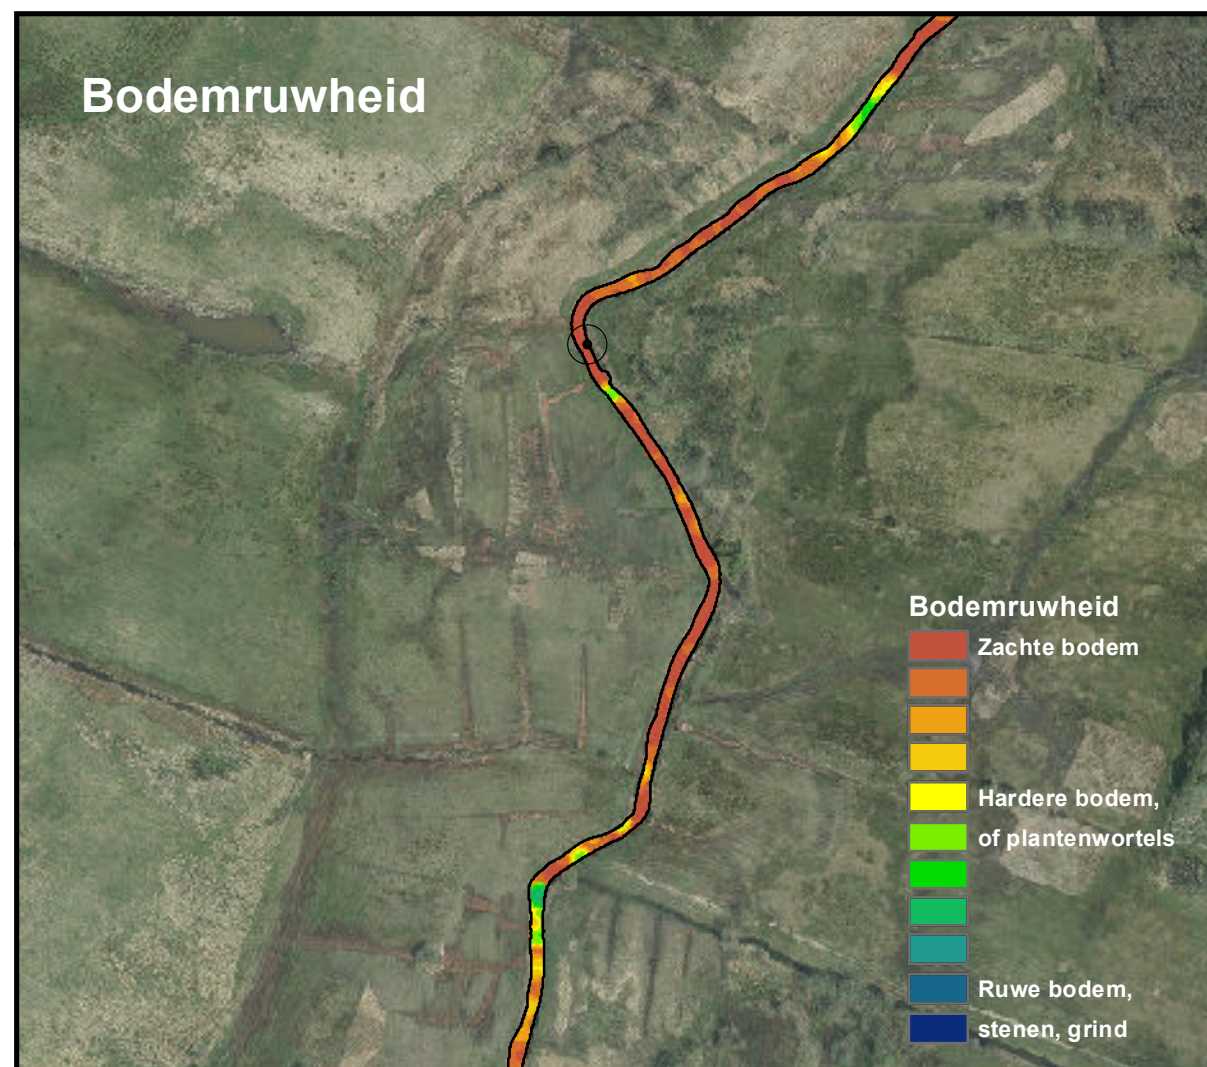 Bodemruwheid
Bodemruwheid
Zachte bodem
Hardere bodem,
of plantenwortels
Ruwe bodem,
stenen, grind